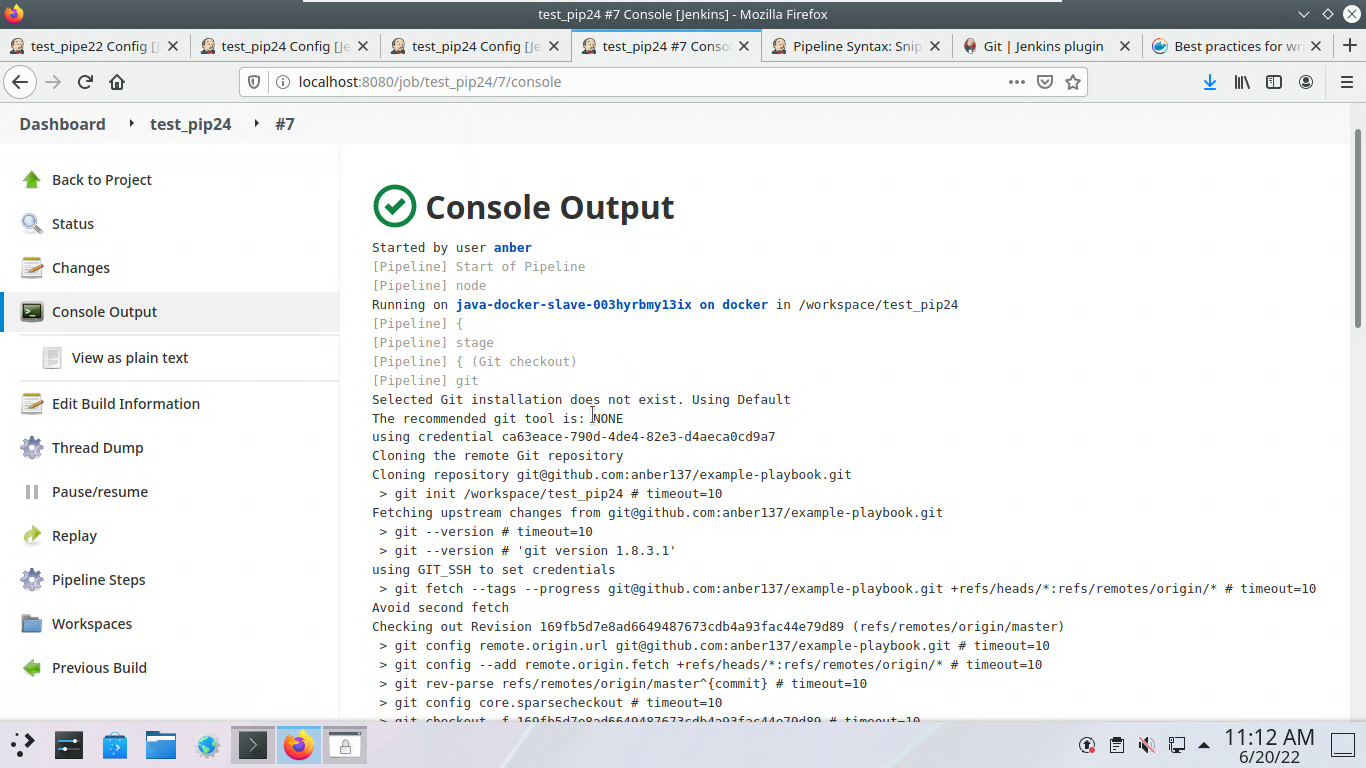 test_pip24 #7 Console [Jenkins] - Mozilla Firefox
test_pipe22 Config [
test_pip24 Config [Je
test_pip24 Config [Je
test_pip24 #7 Conso
Pipeline Syntax: Snip
Git | Jenkins plugin
Best practices for wr
localhost:8080/job/test_pip24/7/console
Dashboard
test_pip24
#7
Back to Project
Status
Changes
Console Output
View as plain text
Edit Build Information
Thread Dump
Pause/resume
Replay
Pipeline Steps
Workspaces
Previous Build
Console Output
Started by user anber
[Pipeline] Start of Pipeline
[Pipeline] node
Running on java-docker-slave-003hyrbmy13ix on docker in /workspace/test_pip24
[Pipeline] {
[Pipeline] stage
[Pipeline] { (Git checkout)
[Pipeline] git
Selected Git installation does not exist. Using Default
The recommended git tool is: NONE
using credential ca63eace-790d-4de4-82e3-d4aeca0cd9a7
Cloning the remote Git repository
Cloning repository git@github.com:anber137/example-playbook.git
> git init /workspace/test_pip24 # timeout=10
Fetching upstream changes from git@github.com:anber137/example-playbook.git
> git --version # timeout=10
> git --version # 'git version 1.8.3.1'
using GIT_SSH to set credentials
> git fetch --tags --progress git@github.com:anber137/example-playbook.git +refs/heads/*:refs/remotes/origin/* # timeout=10
Avoid second fetch
Checking out Revision 169fb5d7e8ad6649487673cdb4a93fac44e79d89 (refs/remotes/origin/master)
> git config remote.origin.url git@github.com:anber137/example-playbook.git # timeout=10
> git config --add remote.origin.fetch +refs/heads/*:refs/remotes/origin/* # timeout=10
> git rev-parse refs/remotes/origin/master^{commit} # timeout=10
> git config core.sparsecheckout # timeout=10
> git checkout -f 169fb5d7e8ad6649487673cdb4a93fac44e79d89 # timeout=10
11:12 AM
6/20/22